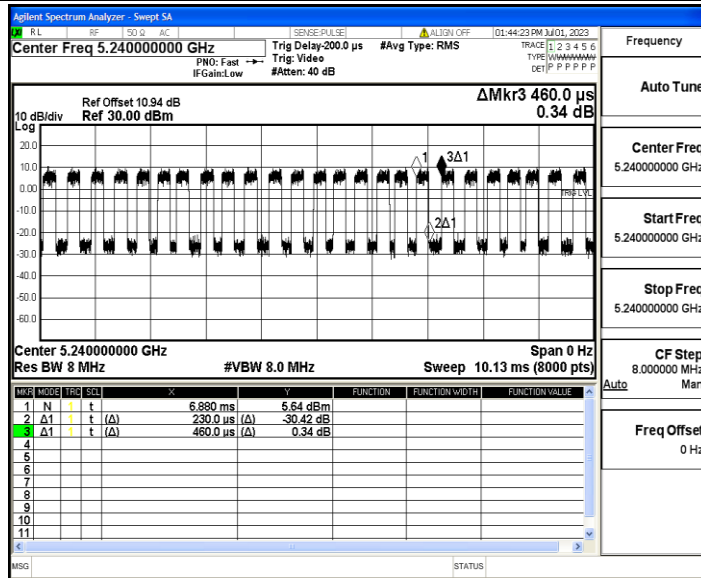 Agilent Spectrum Analyzer - Swept SA
RL RF 50 Ω AC SENSE:PULSE ALIGN OFF 01:44:23 PM Jul 01, 2023
Center Freq 5.240000000 GHz
PNO: Fast
IFGain:Low
Trig Delay-200.0 µs
Trig: Video
#Atten: 40 dB
#Avg Type: RMS
TRACE 1 2 3 4 5 6
TYPE WWWWWW
DET P P P P P P
Ref Offset 10.94 dB
10 dB/div Ref 30.00 dBm
Log
ΔMkr3 460.0 µs
0.34 dB
20.0
10.0
0.00
-10.0
-20.0
-30.0
-40.0
-50.0
-60.0
1
3Δ1
2Δ1
TRIG LVL
Center 5.240000000 GHz Span 0 Hz
Res BW 8 MHz #VBW 8.0 MHz Sweep 10.13 ms (8000 pts)
MKR MODE TRC SCL X Y FUNCTION FUNCTION WIDTH FUNCTION VALUE
1 N 1 t 6.880 ms 5.64 dBm
2 Δ1 1 t (Δ) 230.0 µs (Δ) -30.42 dB
3 Δ1 1 t (Δ) 460.0 µs (Δ) 0.34 dB
4
5
6
7
8
9
10
11
MSG STATUS
Frequency
Auto Tune
Center Freq
5.240000000 GHz
Start Freq
5.240000000 GHz
Stop Freq
5.240000000 GHz
CF Step
8.000000 MHz
Auto Man
Freq Offset
0 Hz